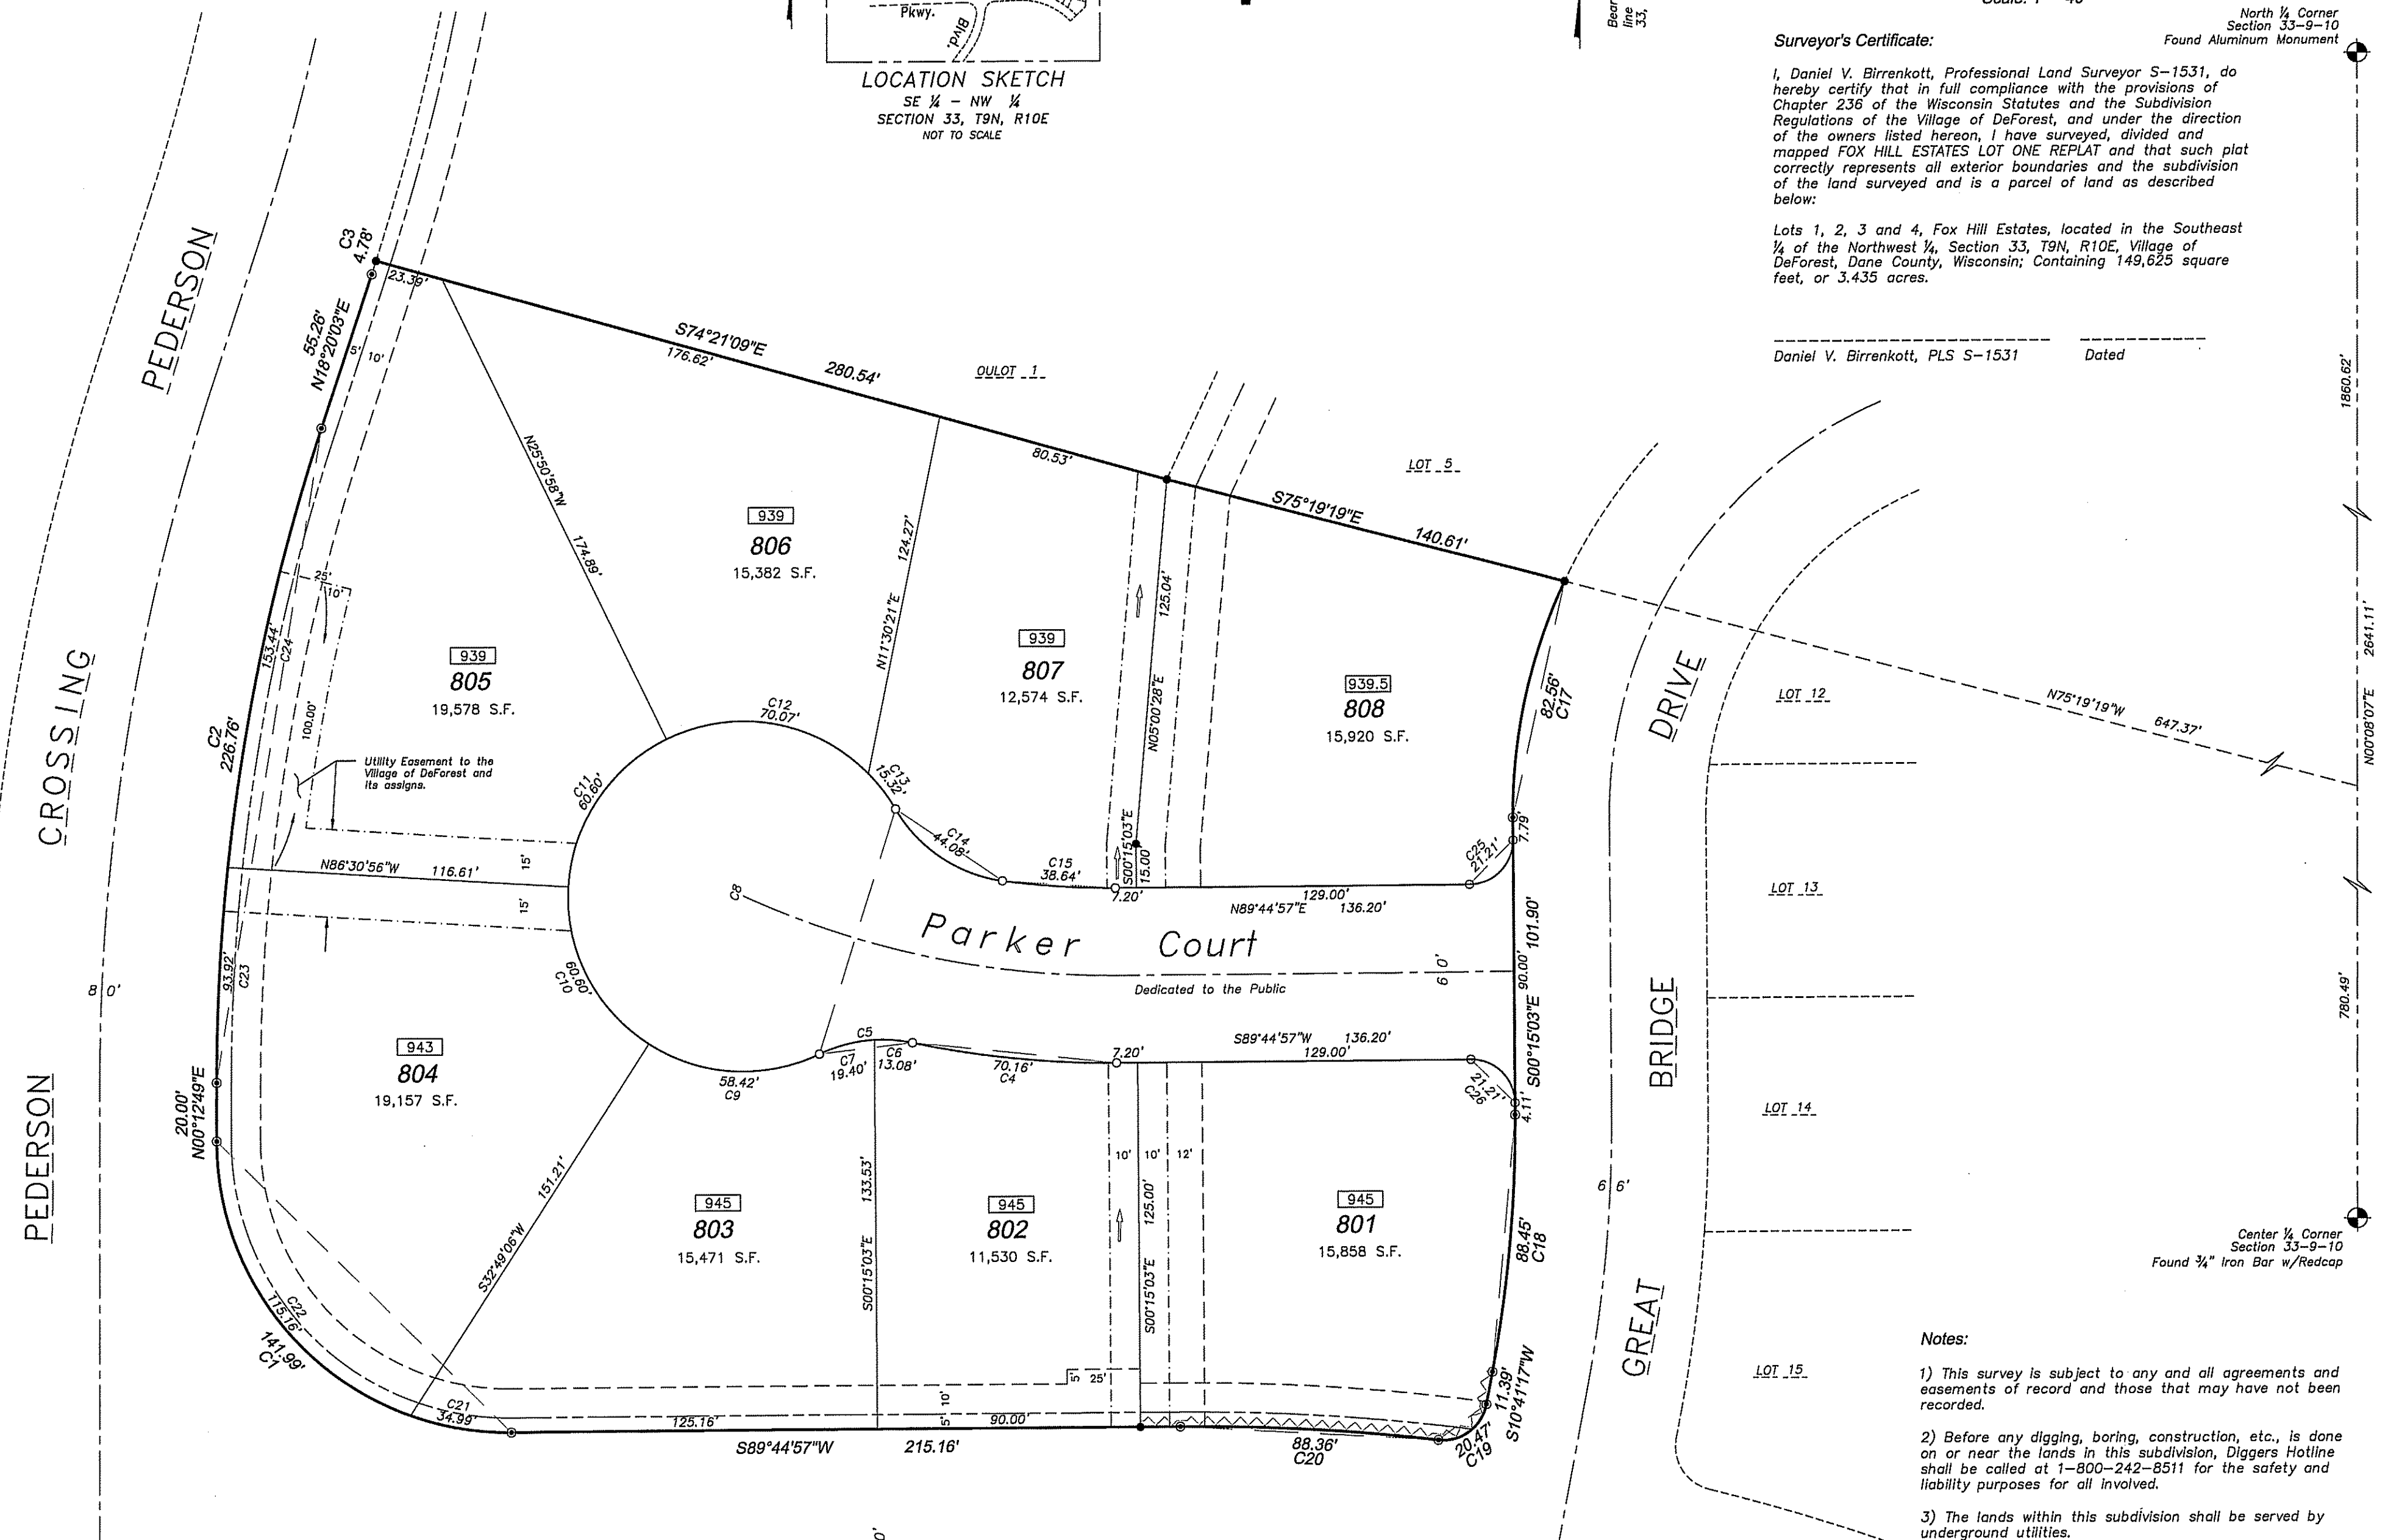 Pkwy.
Blvd.
LOCATION SKETCH
SE ¼ - NW ¼
SECTION 33, T9N, R10E
NOT TO SCALE
Bear
line
33,
North ¼ Corner
Section 33-9-10
Found Aluminum Monument
Surveyor's Certificate:
I, Daniel V. Birrenkott, Professional Land Surveyor S-1531, do
hereby certify that in full compliance with the provisions of
Chapter 236 of the Wisconsin Statutes and the Subdivision
Regulations of the Village of DeForest, and under the direction
of the owners listed hereon, I have surveyed, divided and
mapped FOX HILL ESTATES LOT ONE REPLAT and that such plat
correctly represents all exterior boundaries and the subdivision
of the land surveyed and is a parcel of land as described
below:
Lots 1, 2, 3 and 4, Fox Hill Estates, located in the Southeast
¼ of the Northwest ¼, Section 33, T9N, R10E, Village of
DeForest, Dane County, Wisconsin; Containing 149,625 square
feet, or 3.435 acres.
Daniel V. Birrenkott, PLS S-1531 Dated
1860.62'
2641.11'
N00°08'07"E
780.49'
PEDERSON
CROSSING
PEDERSON
80'
C3
4.78'
23.39'
55.26'
N18°20'03"E
5' 10'
S74°21'09"E
176.62'
280.54'
OULOT 1
80.53'
LOT 5
S75°19'19"E
140.61'
N25°50'58"W
174.89'
939
806
15,382 S.F.
124.27'
N11°30'21"E
939
807
12,574 S.F.
125.04'
N05°00'28"E
939.5
808
15,920 S.F.
82.56'
C17
DRIVE
LOT 12
N75°19'19"W
647.37'
25'
10'
153.44'
C24
100.00'
939
805
19,578 S.F.
C2
226.76'
Utility Easement to the
Village of DeForest and
its assigns.
C12
70.07'
C11
60.60'
C13
15.32'
C14
44.08'
C15
38.64'
S00°15'03"E
15.00'
7.20'
129.00'
N89°44'57"E 136.20'
C25
21.21'
7.79'
LOT 13
N86°30'56"W 116.61'
15'
15'
C8
Parker Court
Dedicated to the Public
60'
101.90'
90.00'
S00°15'03"E
93.92'
C23
60.60'
C10
20.00'
N00°12'49"E
943
804
19,157 S.F.
58.42'
C9
C5
C7
19.40'
C6
13.08'
70.16'
C4
7.20'
S89°44'57"W 136.20'
129.00'
21.21'
C26
4.11'
BRIDGE
LOT 14
66'
GREAT
LOT 15
151.21'
S32°49'06"W
945
803
15,471 S.F.
133.53'
S00°15'03"E
945
802
11,530 S.F.
10' 10' 12'
125.00'
S00°15'03"E
945
801
15,858 S.F.
88.45'
C18
C22
115.16'
141.99'
C1
C21
34.99'
125.16'
5' 10'
90.00'
5' 25'
S89°44'57"W 215.16'
88.36'
C20
20.47'
C19
11.39'
S10°41'17"W
Center ¼ Corner
Section 33-9-10
Found ¾" Iron Bar w/Redcap
Notes:
1) This survey is subject to any and all agreements and
easements of record and those that may have not been
recorded.
2) Before any digging, boring, construction, etc., is done
on or near the lands in this subdivision, Diggers Hotline
shall be called at 1-800-242-8511 for the safety and
liability purposes for all involved.
3) The lands within this subdivision shall be served by
underground utilities.